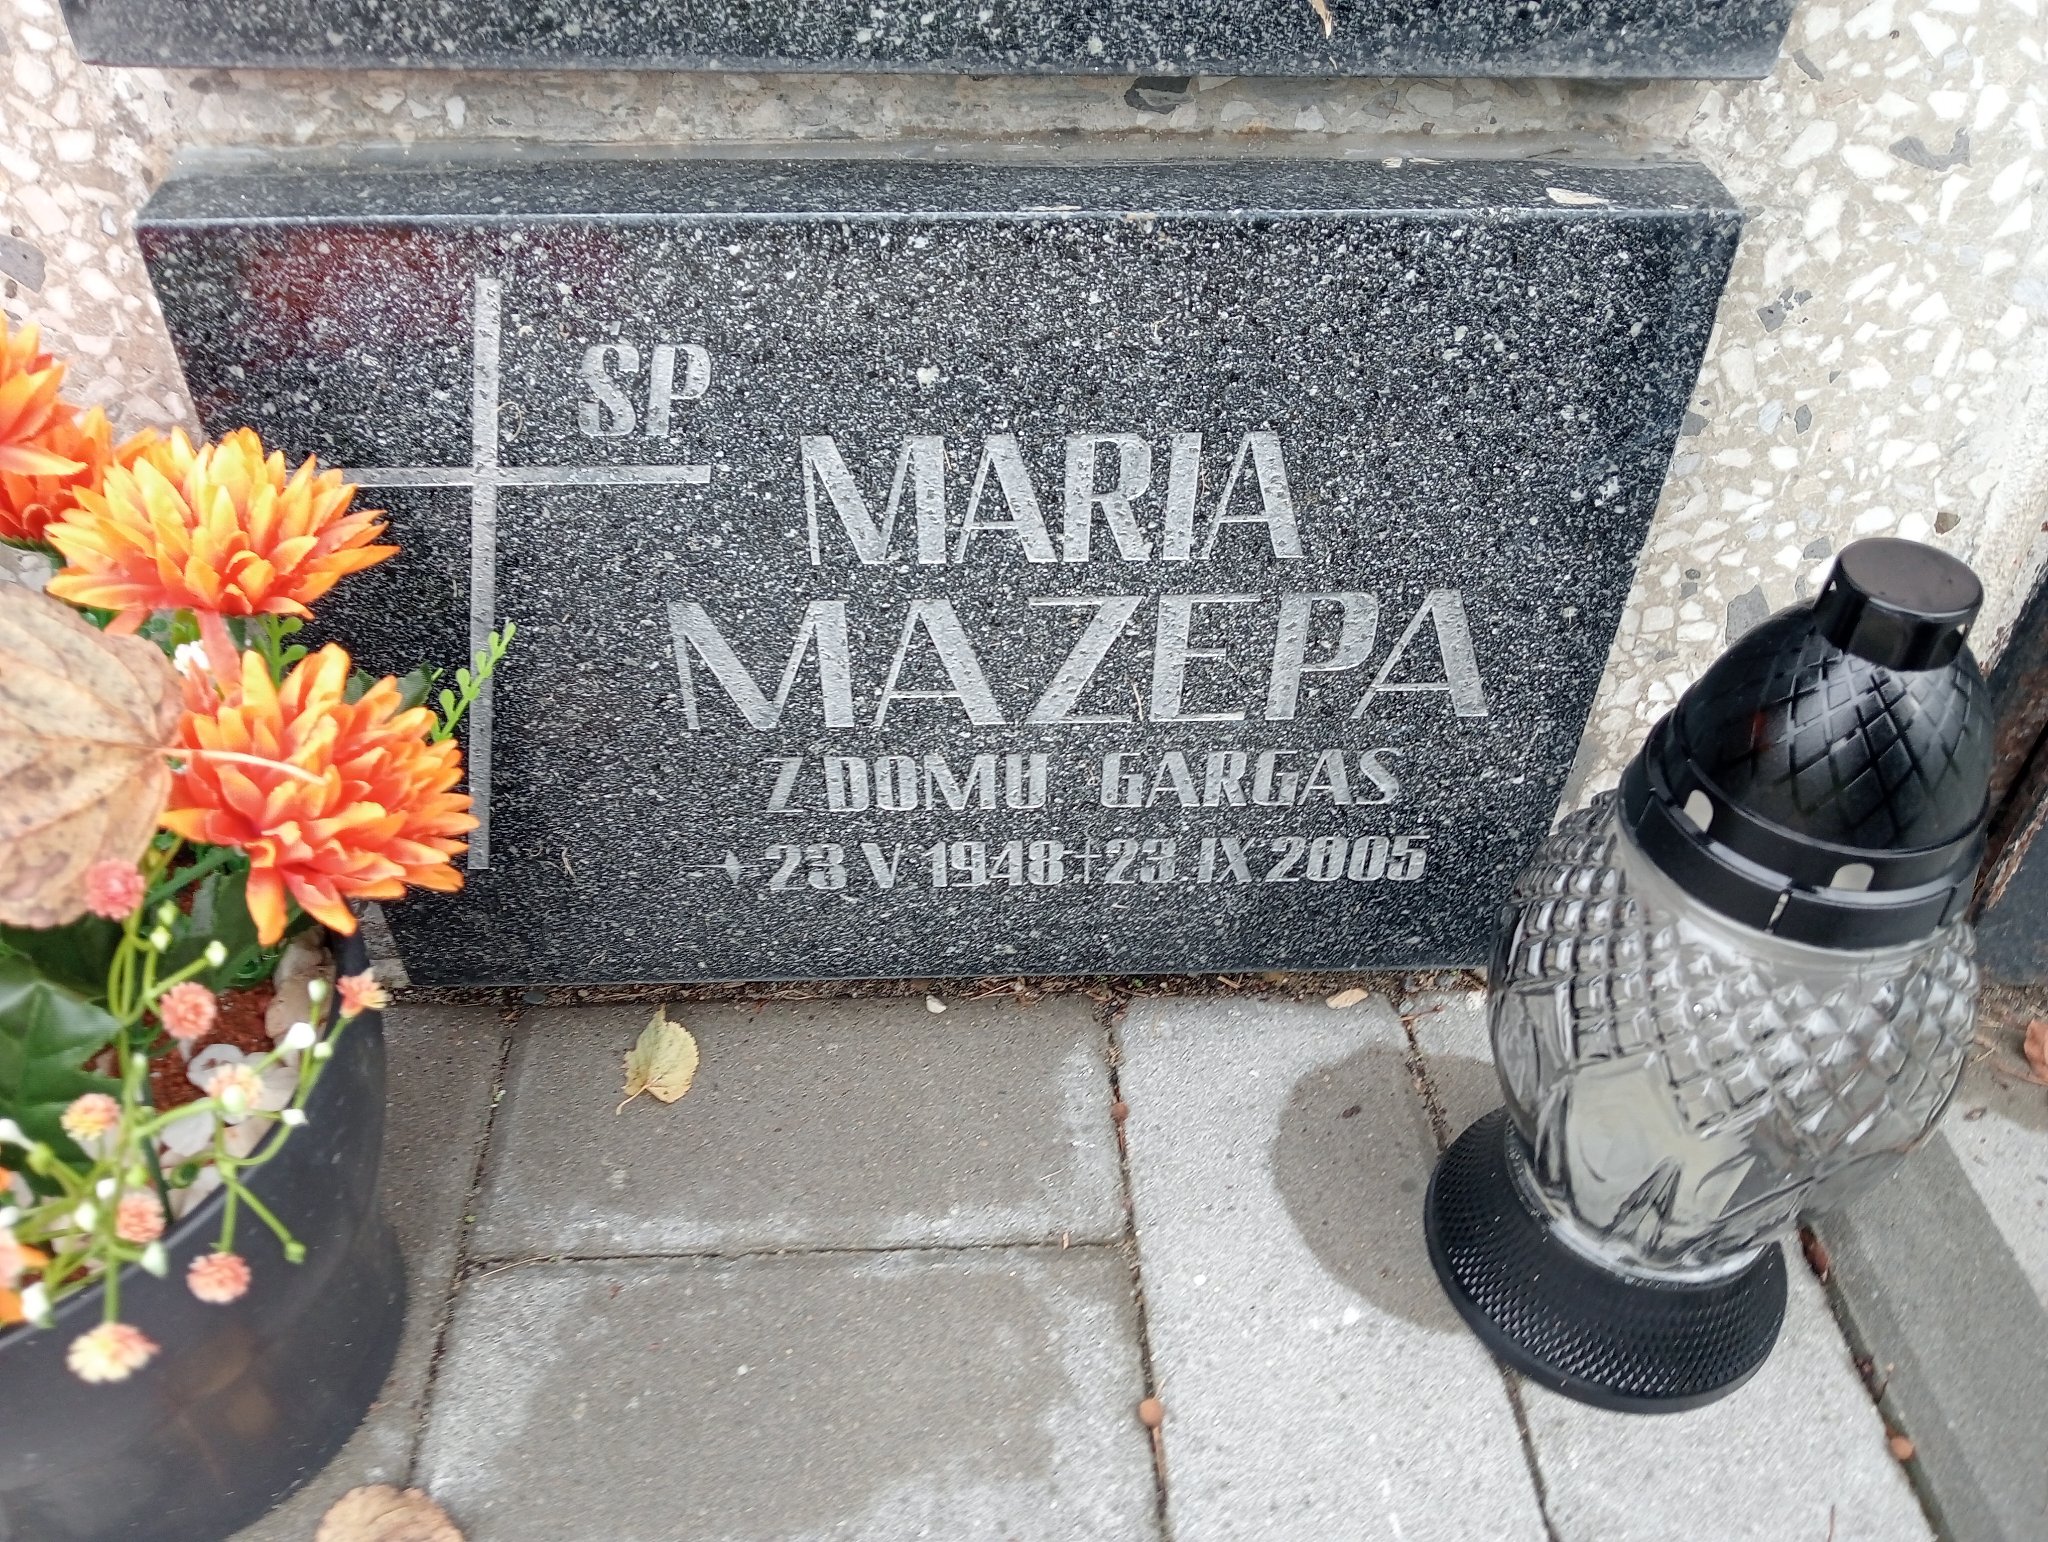 ŚP
MARIA
MAZEPA
Z DOMU GARGAS
23 V 1948 † 23 IX 2005